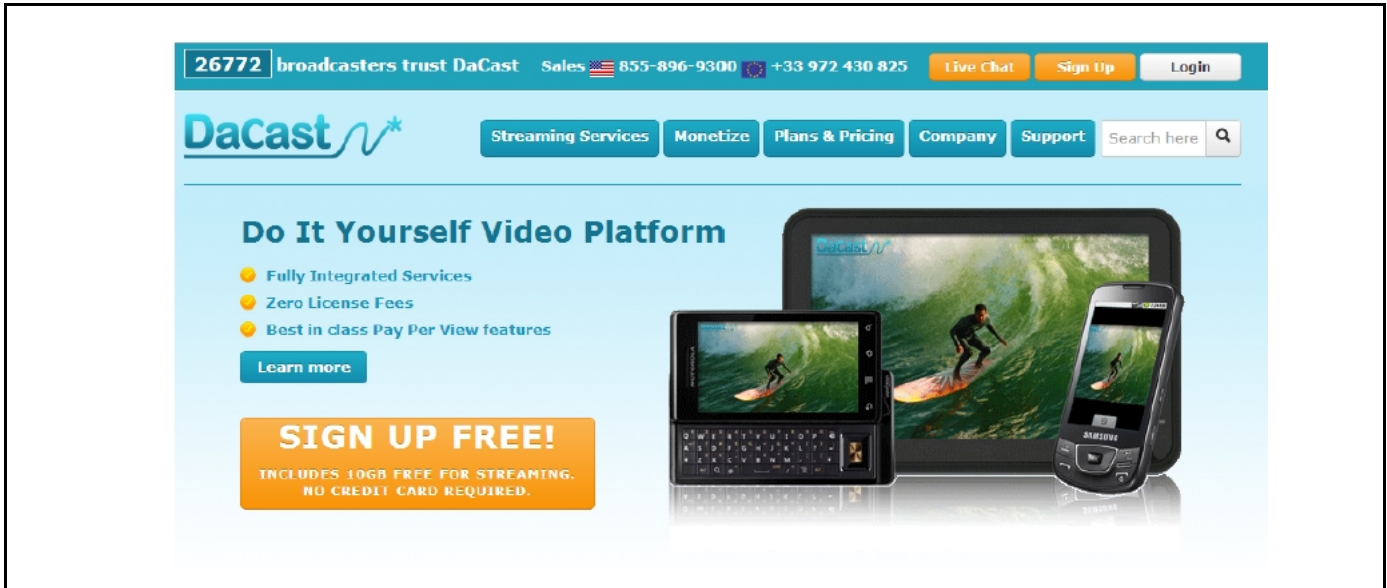 26772 broadcasters trust DaCast Sales 855-896-9300 +33 972 430 825 Live Chat Sign Up Login
DaCast Streaming Services Monetize Plans & Pricing Company Support Search here
Do It Yourself Video Platform
DaCast
Fully Integrated Services
Zero License Fees
Best in class Pay Per View features
Learn more
MOTOROLA
SIGN UP FREE!
INCLUDES 10GB FREE FOR STREAMING.
NO CREDIT CARD REQUIRED.
SAMSUNG